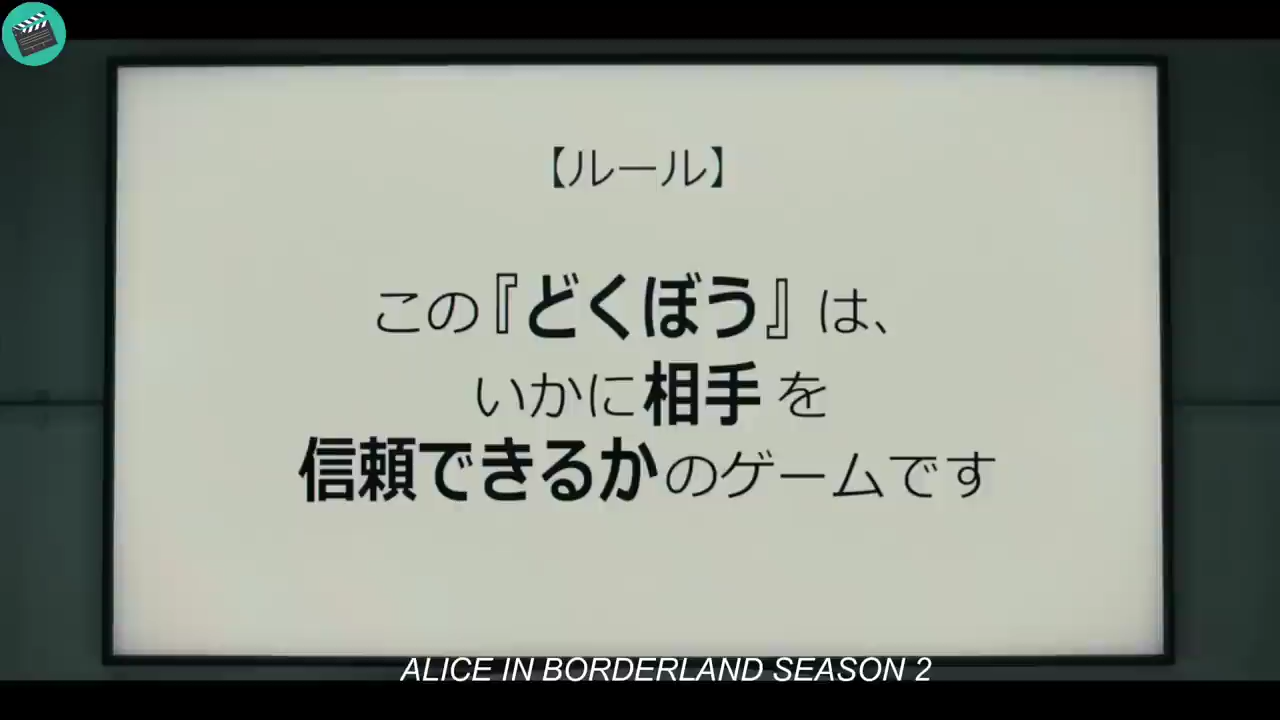 【ルール】
この『どくぼう』は、
いかに相手を
信頼できるかのゲームです
ALICE IN BORDERLAND SEASON 2